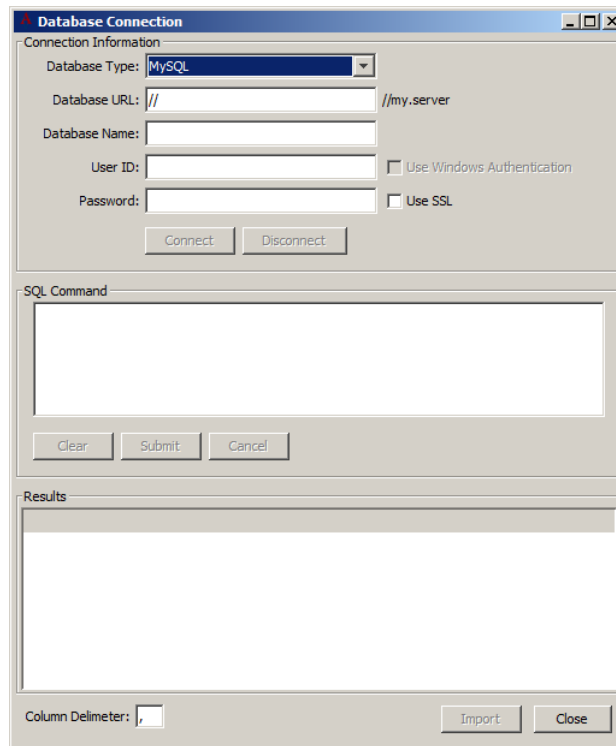 Database Connection
Connection Information
Database Type: MySQL
Database URL: // //my.server
Database Name:
User ID: Use Windows Authentication
Password: Use SSL
Connect Disconnect
SQL Command
Clear Submit Cancel
Results
Column Delimeter: , Import Close